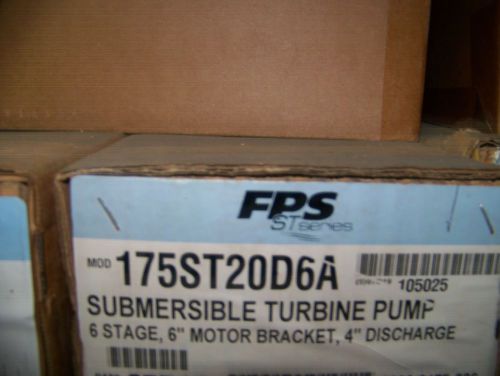 FPS
ST series
MOD 175ST20D6A
105025
SUBMERSIBLE TURBINE PUMP
6 STAGE, 6" MOTOR BRACKET, 4" DISCHARGE